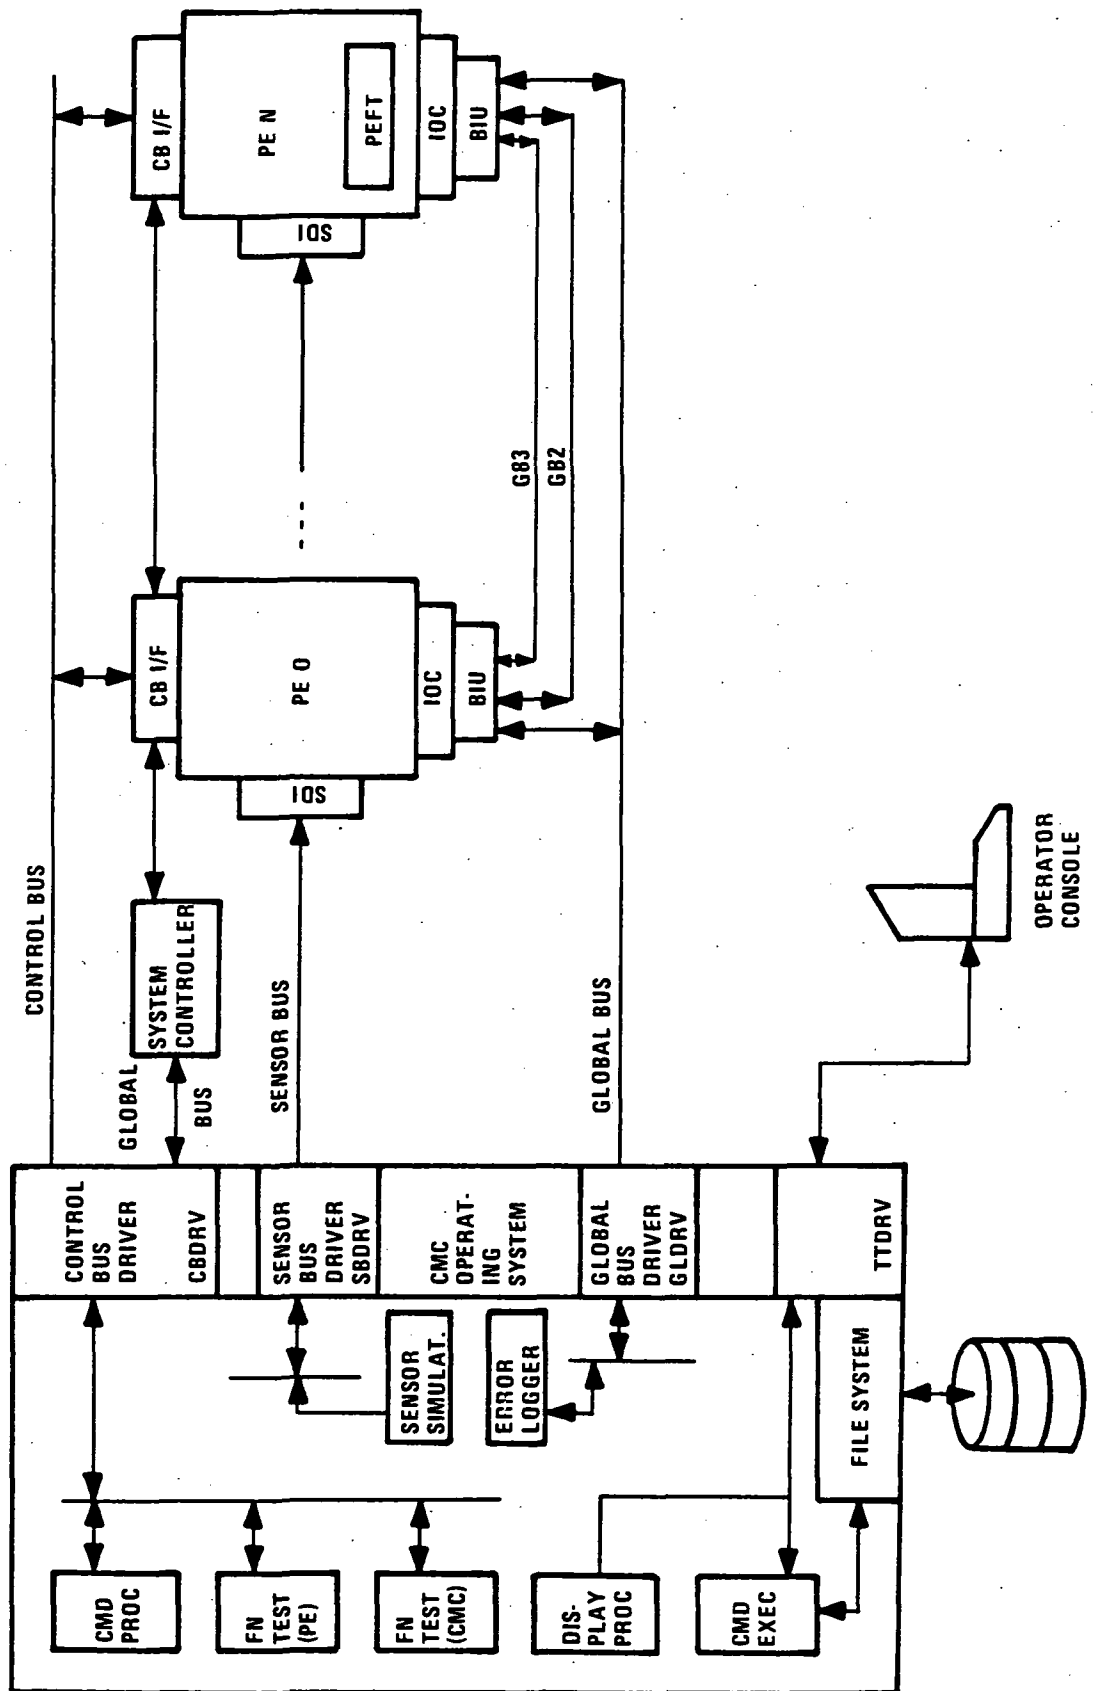 CONTROL BUS
GLOBAL
BUS
SYSTEM
CONTROLLER
SENSOR BUS
GLOBAL BUS
CB I/F
PE 0
SDI
IOC
BIU
CB I/F
PE N
PEFT
SDI
IOC
BIU
GB3
GB2
CONTROL
BUS
DRIVER
CBDRV
SENSOR
BUS
DRIVER
SBDRV
CMC
OPERAT-
ING
SYSTEM
GLOBAL
BUS
DRIVER
GLDRV
TTDRV
SENSOR
SIMULAT.
ERROR
LOGGER
FILE SYSTEM
CMD
PROC
FN
TEST
(PE)
FN
TEST
(CMC)
DIS-
PLAY
PROC
CMD
EXEC
OPERATOR
CONSOLE